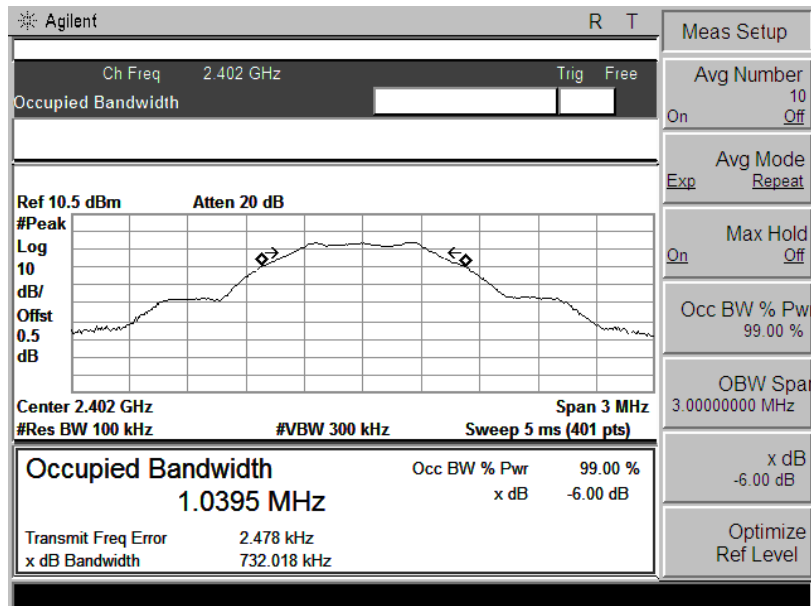 Agilent R T
Ch Freq 2.402 GHz Trig Free
Occupied Bandwidth
Ref 10.5 dBm Atten 20 dB
#Peak
Log
10
dB/
Offst
0.5
dB
Center 2.402 GHz Span 3 MHz
#Res BW 100 kHz #VBW 300 kHz Sweep 5 ms (401 pts)
Occupied Bandwidth Occ BW % Pwr 99.00 %
1.0395 MHz x dB -6.00 dB
Transmit Freq Error 2.478 kHz
x dB Bandwidth 732.018 kHz
Meas Setup
Avg Number
10
On Off
Avg Mode
Exp Repeat
Max Hold
On Off
Occ BW % Pwr
99.00 %
OBW Span
3.00000000 MHz
x dB
-6.00 dB
Optimize
Ref Level